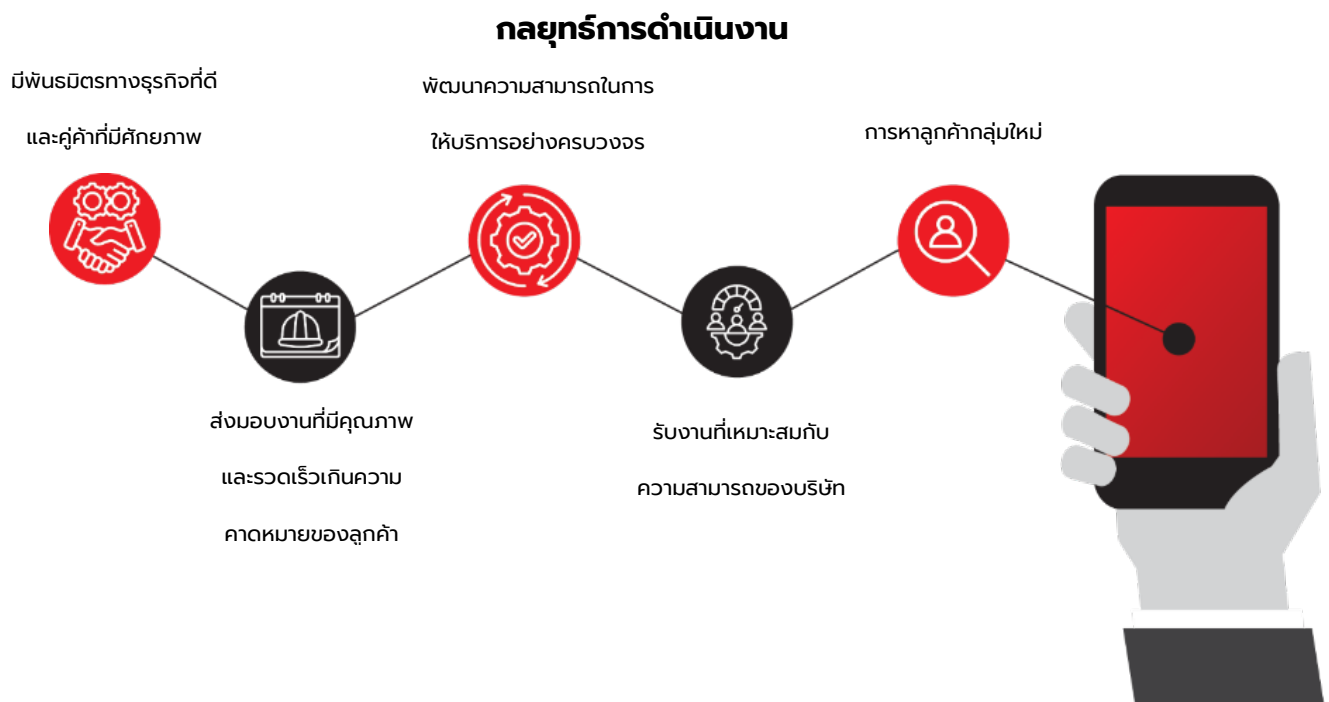 กลยุทธ์การดำเนินงาน
มีพันธมิตรทางธุรกิจที่ดี
และคู่ค้าที่มีศักยภาพ
ส่งมอบงานที่มีคุณภาพ
และรวดเร็วเกินความ
คาดหมายของลูกค้า
พัฒนาความสามารถในการ
ให้บริการอย่างครบวงจร
รับงานที่เหมาะสมกับ
ความสามารถของบริษัท
การหาลูกค้ากลุ่มใหม่